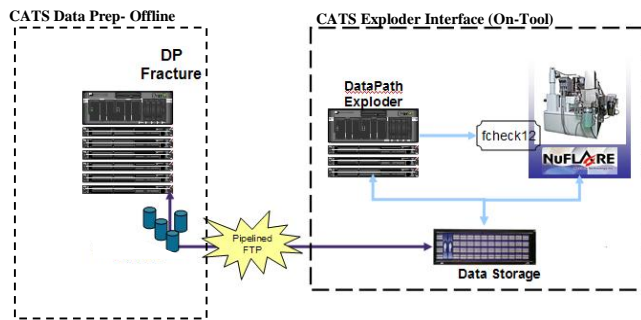 CATS Data Prep- Offline
CATS Exploder Interface (On-Tool)
DP
Fracture
DataPath
Exploder
fcheck12
NUFLARE
Pipelined
FTP
Data Storage